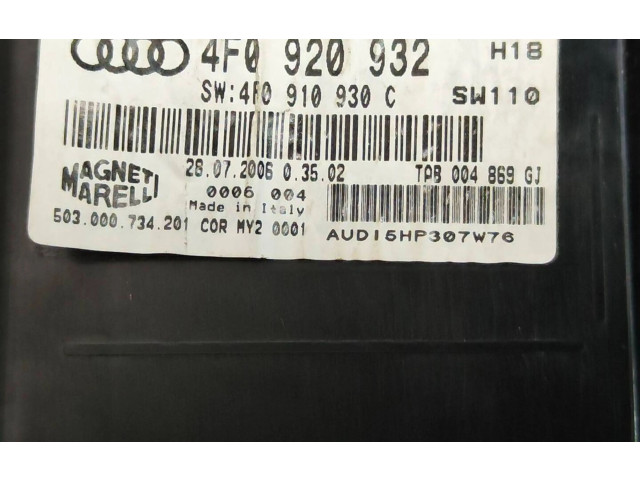 4F0 920 932 H18
SW:4F0 910 930 C SW110
MAGNETI MARELLI
28.07.2006 0.35.02 TPB 004 869 GJ
0006 004
Made in Italy
503.000.734.201 COR MY2 0001 AUDI5HP307W76